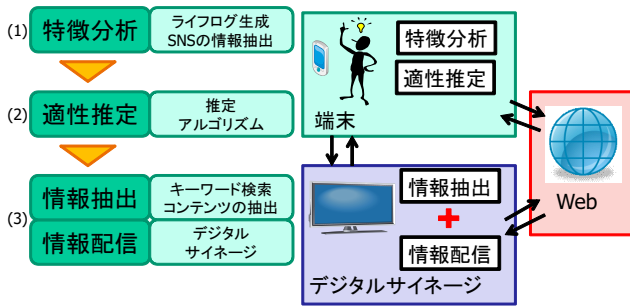 (1)
特徴分析
ライフログ生成
SNSの情報抽出
(2)
適性推定
推定
アルゴリズム
(3)
情報抽出
キーワード検索
コンテンツの抽出
情報配信
デジタル
サイネージ
特徴分析
適性推定
端末
情報抽出
情報配信
デジタルサイネージ
Web